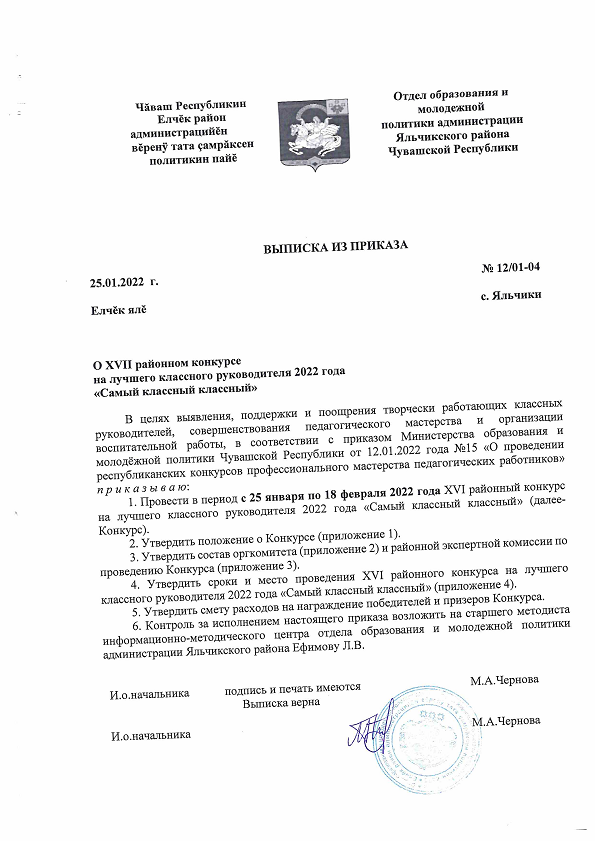 Чӑваш Республикин
Елчӗк район
администрацийӗн
вӗренӳ тата ҫамрӑксен
политикин пайӗ
Отдел образования и
молодежной
политики администрации
Яльчикского района
Чувашской Республики
ВЫПИСКА ИЗ ПРИКАЗА
25.01.2022 г.
№ 12/01-04
Елчӗк ялӗ
с. Яльчики
О XVII районном конкурсе
на лучшего классного руководителя 2022 года
«Самый классный классный»
В целях выявления, поддержки и поощрения творчески работающих классных
руководителей, совершенствования педагогического мастерства и организации
воспитательной работы, в соответствии с приказом Министерства образования и
молодёжной политики Чувашской Республики от 12.01.2022 года №15 «О проведении
республиканских конкурсов профессионального мастерства педагогических работников»
п р и к а з ы в а ю:
1. Провести в период с 25 января по 18 февраля 2022 года XVI районный конкурс
на лучшего классного руководителя 2022 года «Самый классный классный» (далее-
Конкурс).
2. Утвердить положение о Конкурсе (приложение 1).
3. Утвердить состав оргкомитета (приложение 2) и районной экспертной комиссии по
проведению Конкурса (приложение 3).
4. Утвердить сроки и место проведения XVI районного конкурса на лучшего
классного руководителя 2022 года «Самый классный классный» (приложение 4).
5. Утвердить смету расходов на награждение победителей и призеров Конкурса.
6. Контроль за исполнением настоящего приказа возложить на старшего методиста
информационно-методического центра отдела образования и молодежной политики
администрации Яльчикского района Ефимову Л.В.
И.о.начальника подпись и печать имеются М.А.Чернова
Выписка верна
И.о.начальника М.А.Чернова